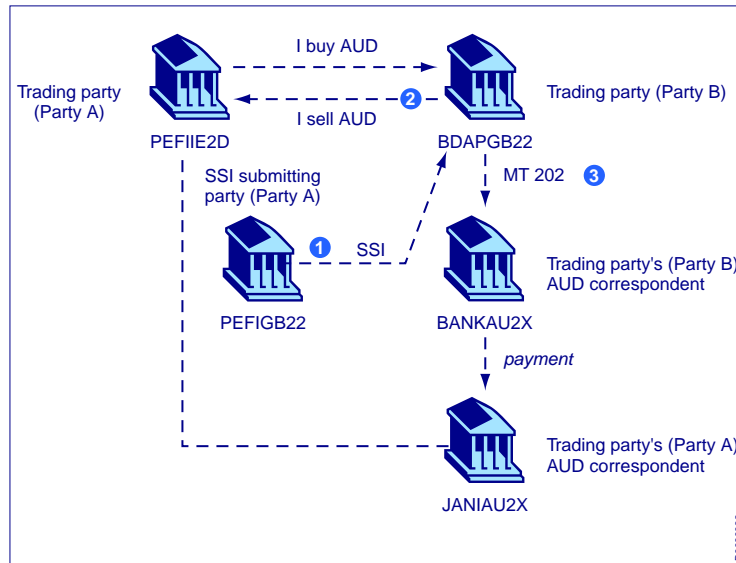 I buy AUD
Trading party
(Party A)
Trading party (Party B)
2
I sell AUD
PEFIIE2D
BDAPGB22
SSI submitting
party (Party A)
MT 202
3
1
SSI
Trading party's (Party B)
AUD correspondent
PEFIGB22
BANKAU2X
payment
Trading party's (Party A)
AUD correspondent
JANIAU2X